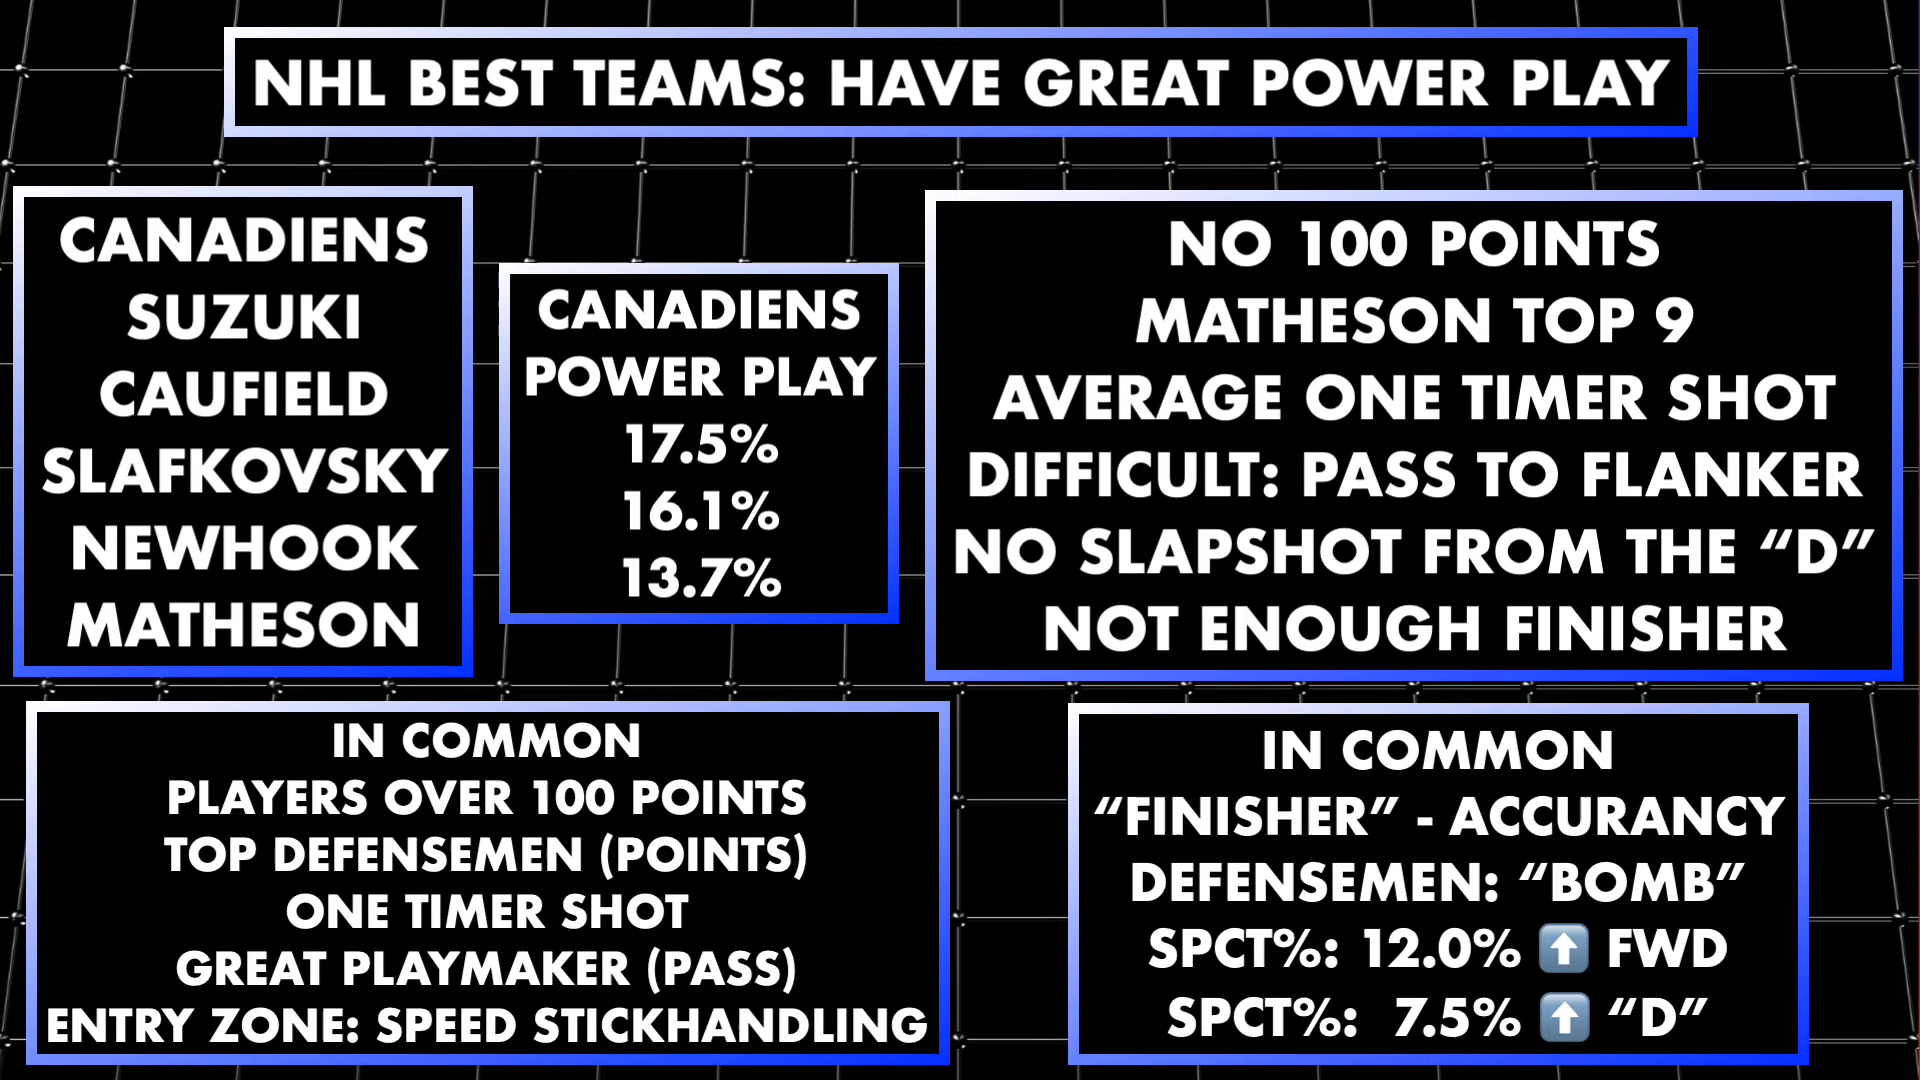 NHL BEST TEAMS: HAVE GREAT POWER PLAY
CANADIENS
SUZUKI
CAUFIELD
SLAFKOVSKY
NEWHOOK
MATHESON
CANADIENS
POWER PLAY
17.5%
16.1%
13.7%
NO 100 POINTS
MATHESON TOP 9
AVERAGE ONE TIMER SHOT
DIFFICULT: PASS TO FLANKER
NO SLAPSHOT FROM THE “D”
NOT ENOUGH FINISHER
IN COMMON
PLAYERS OVER 100 POINTS
TOP DEFENSEMEN (POINTS)
ONE TIMER SHOT
GREAT PLAYMAKER (PASS)
ENTRY ZONE: SPEED STICKHANDLING
IN COMMON
“FINISHER” - ACCURANCY
DEFENSEMEN: “BOMB”
SPCT%: 12.0% ⬆️ FWD
SPCT%: 7.5% ⬆️ “D”